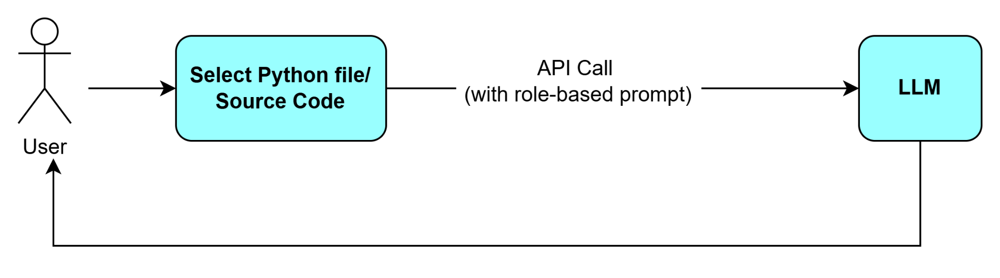 User
Select Python file/
Source Code
API Call
(with role-based prompt)
LLM